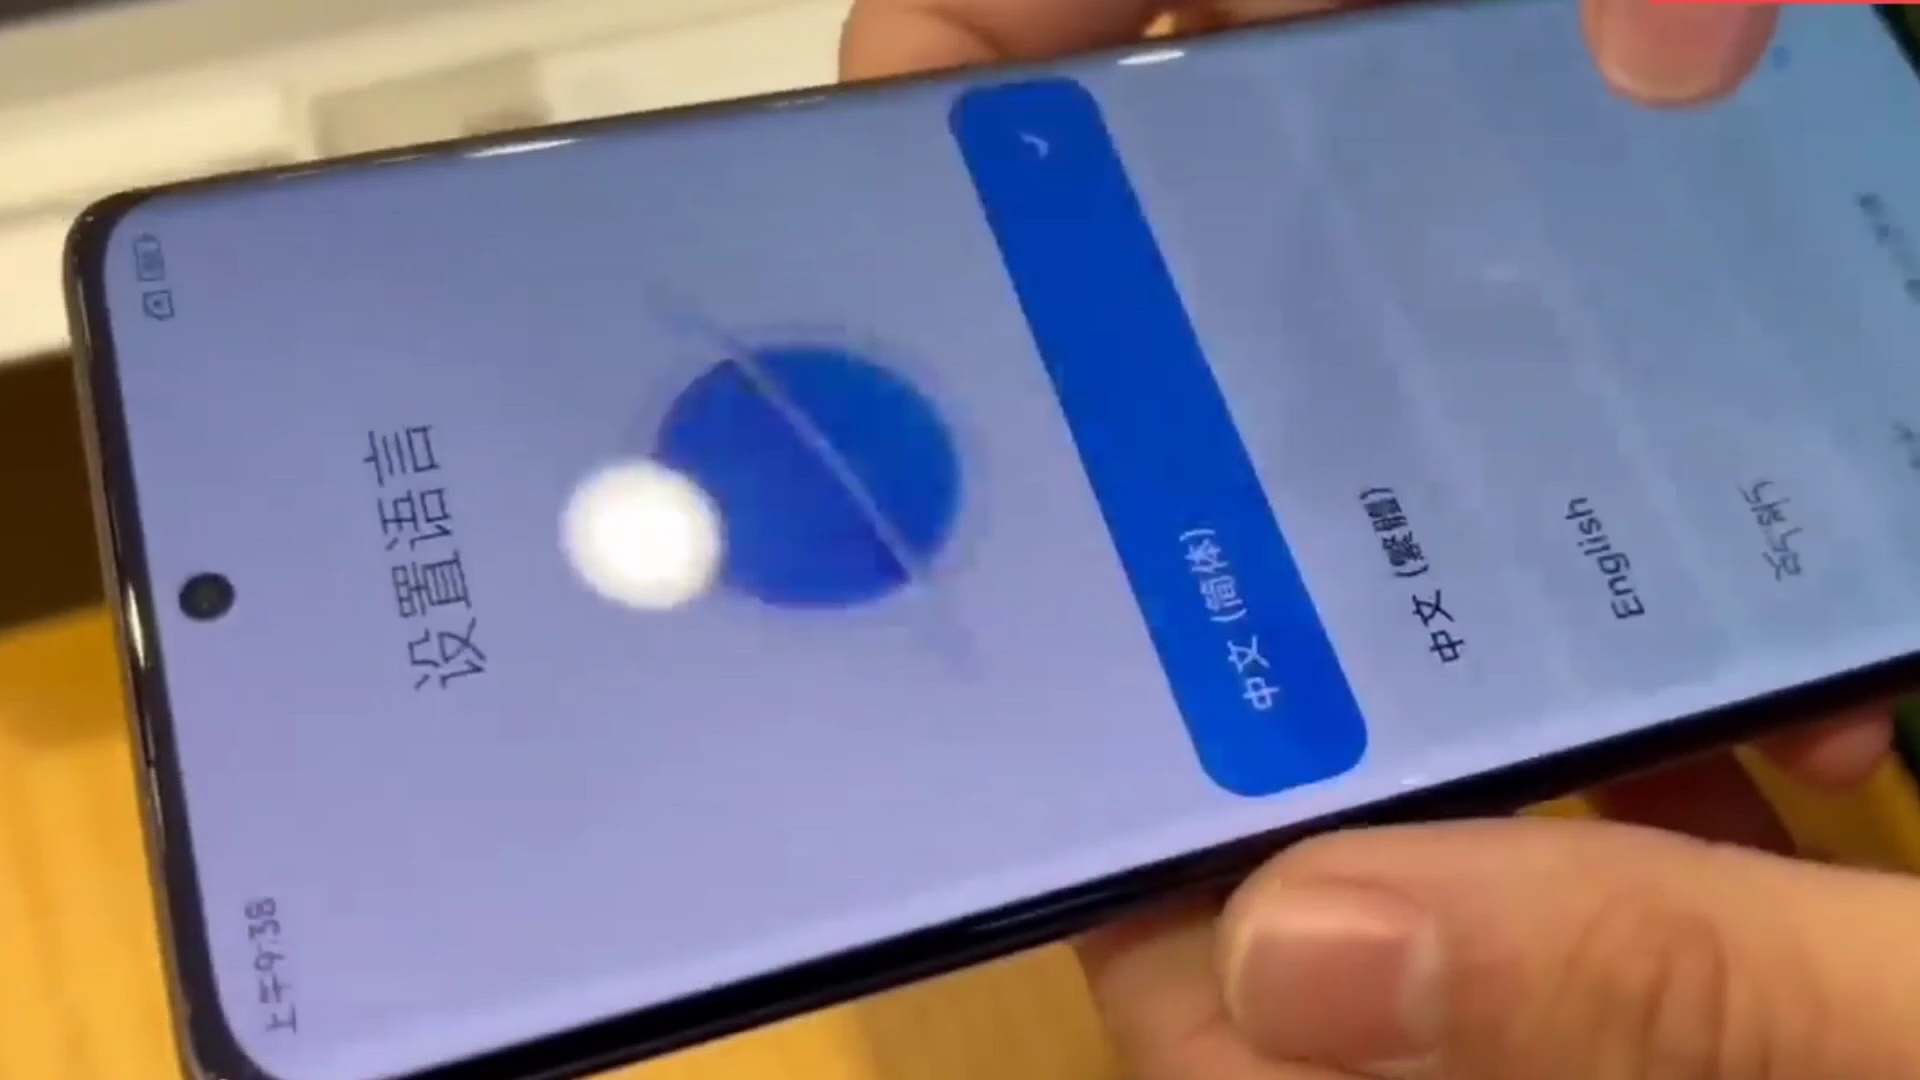 上午9:38
设置语言
中文 (简体)
中文 (繁體)
English